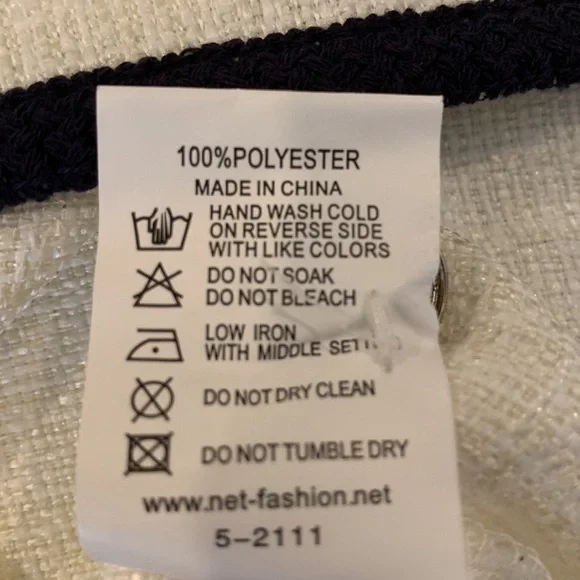 100%POLYESTER
MADE IN CHINA
HAND WASH COLD
ON REVERSE SIDE
WITH LIKE COLORS
DO NOT SOAK
DO NOT BLEACH
LOW IRON
WITH MIDDLE
DO NOT DRY CLEAN
DO NOT TUMBLE DRY
www.net-fashion.net
5-2111